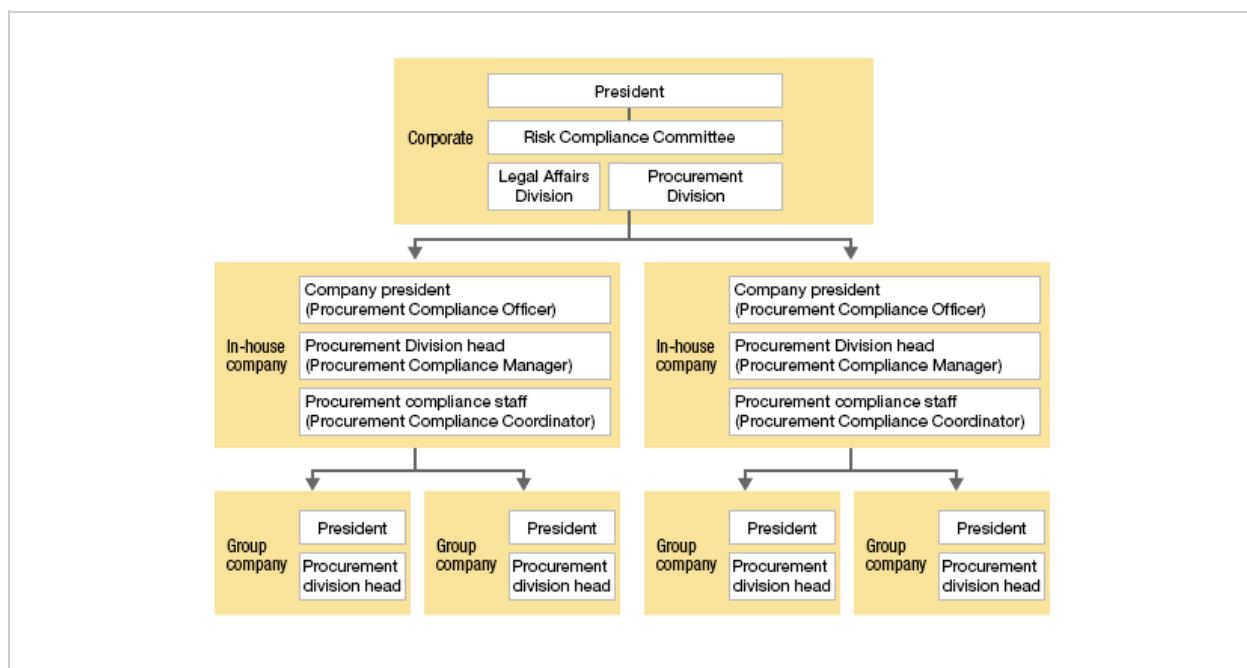 President
Corporate
Risk Compliance Committee
Legal Affairs
Division
Procurement
Division
In-house
company
Company president
(Procurement Compliance Officer)
Procurement Division head
(Procurement Compliance Manager)
Procurement compliance staff
(Procurement Compliance Coordinator)
In-house
company
Company president
(Procurement Compliance Officer)
Procurement Division head
(Procurement Compliance Manager)
Procurement compliance staff
(Procurement Compliance Coordinator)
Group
company
President
Procurement
division head
Group
company
President
Procurement
division head
Group
company
President
Procurement
division head
Group
company
President
Procurement
division head